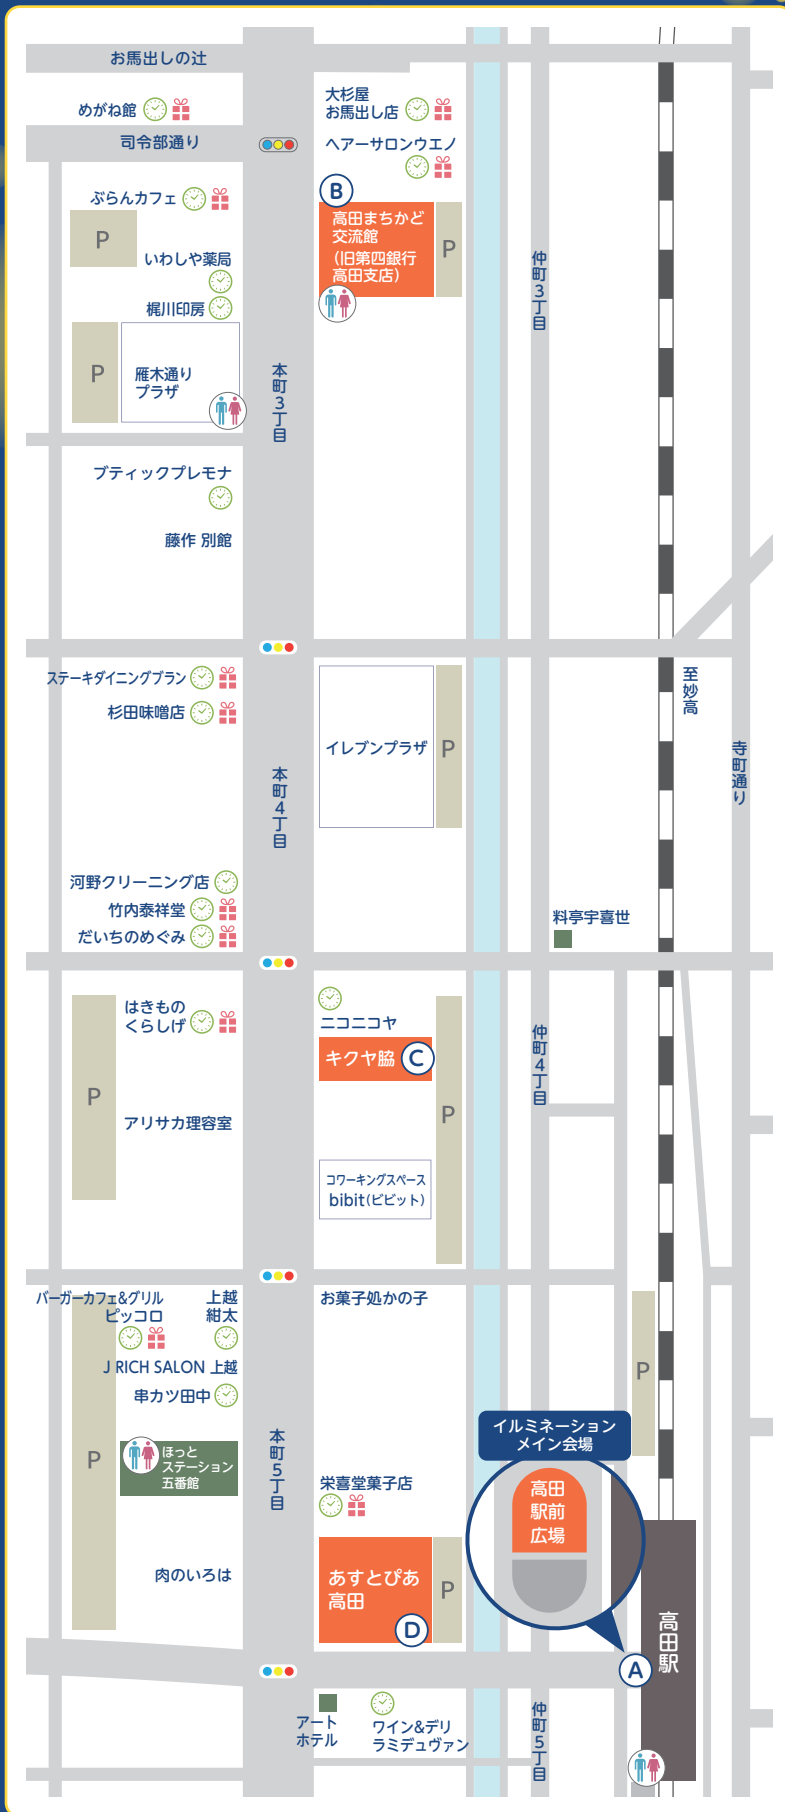 お馬出しの辻
めがね館
大杉屋
お馬出し店
司令部通り
ヘアーサロンウエノ
B
ぶらんカフェ
P
高田まちかど
交流館
(旧第四銀行
高田支店)
P
いわしや薬局
梶川印房
仲町3丁目
P
雁木通り
プラザ
本町3丁目
ブティックプレモナ
藤作 別館
ステーキダイニングブラン
杉田味噌店
至妙高
イレブンプラザ
P
寺町通り
本町4丁目
河野クリーニング店
竹内泰祥堂
だいちのめぐみ
料亭宇喜世
はきもの
くらしげ
ニコニコヤ
キクヤ脇
C
仲町4丁目
P
P
アリサカ理容室
コワーキングスペース
bibit(ビビット)
バーガーカフェ&グリル
ピッコロ
上越
紺太
お菓子処かの子
J RICH SALON 上越
串カツ田中
P
イルミネーション
メイン会場
本町5丁目
P
ほっと
ステーション
五番館
栄喜堂菓子店
高田
駅前
広場
肉のいろは
あすとぴあ
高田
P
D
高田駅
A
アート
ホテル
ワイン&デリ
ラミデュヴァン
仲町5丁目